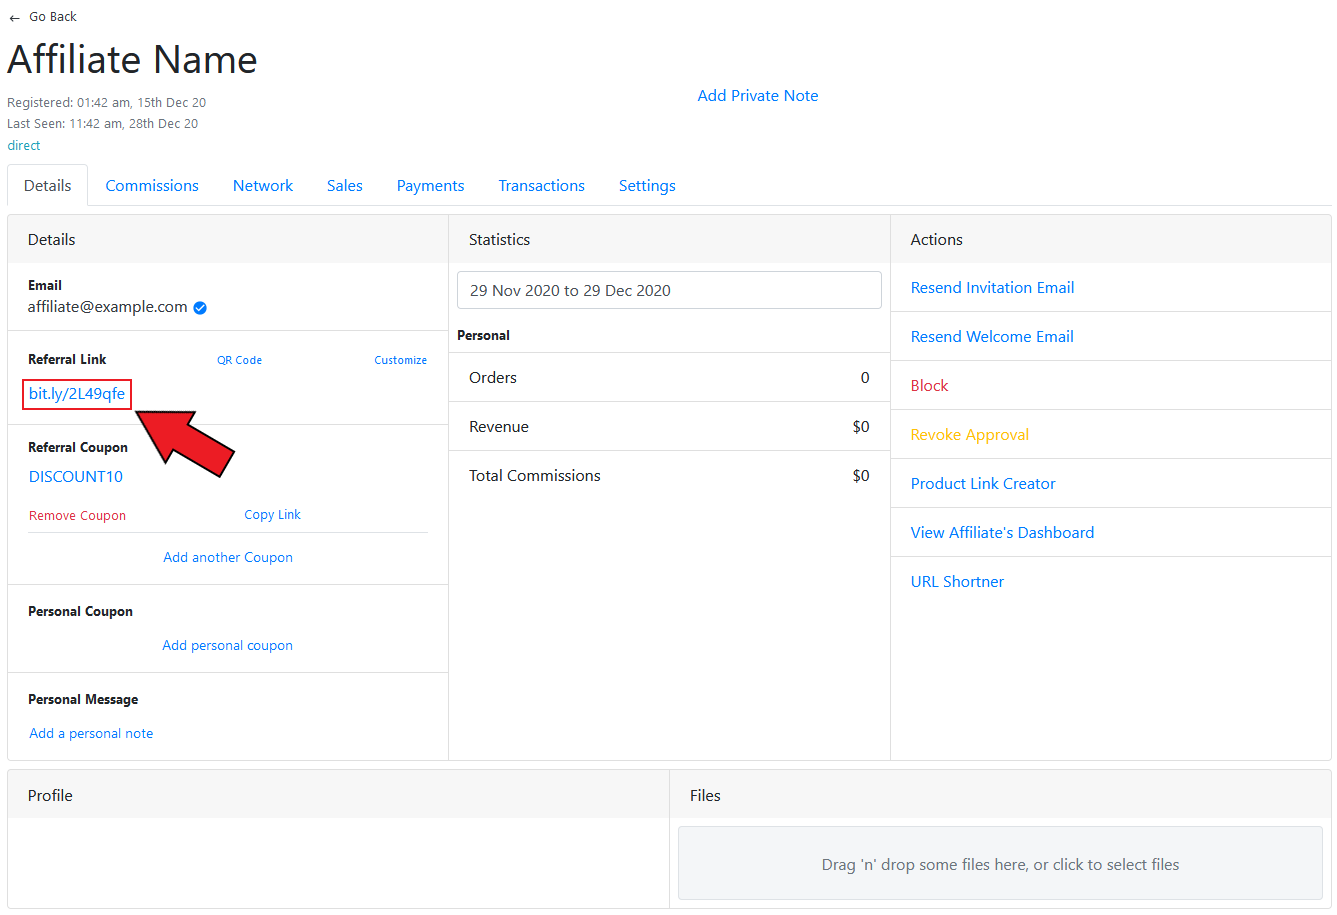 ← Go Back
Affiliate Name
Registered: 01:42 am, 15th Dec 20
Last Seen: 11:42 am, 28th Dec 20
direct
Add Private Note
Details Commissions Network Sales Payments Transactions Settings
Details
Email
affiliate@example.com
Referral Link QR Code Customize
bit.ly/2L49qfe
Referral Coupon
DISCOUNT10
Remove Coupon Copy Link
Add another Coupon
Personal Coupon
Add personal coupon
Personal Message
Add a personal note
Statistics
29 Nov 2020 to 29 Dec 2020
Personal
Orders 0
Revenue $0
Total Commissions $0
Actions
Resend Invitation Email
Resend Welcome Email
Block
Revoke Approval
Product Link Creator
View Affiliate's Dashboard
URL Shortner
Profile
Files
Drag 'n' drop some files here, or click to select files